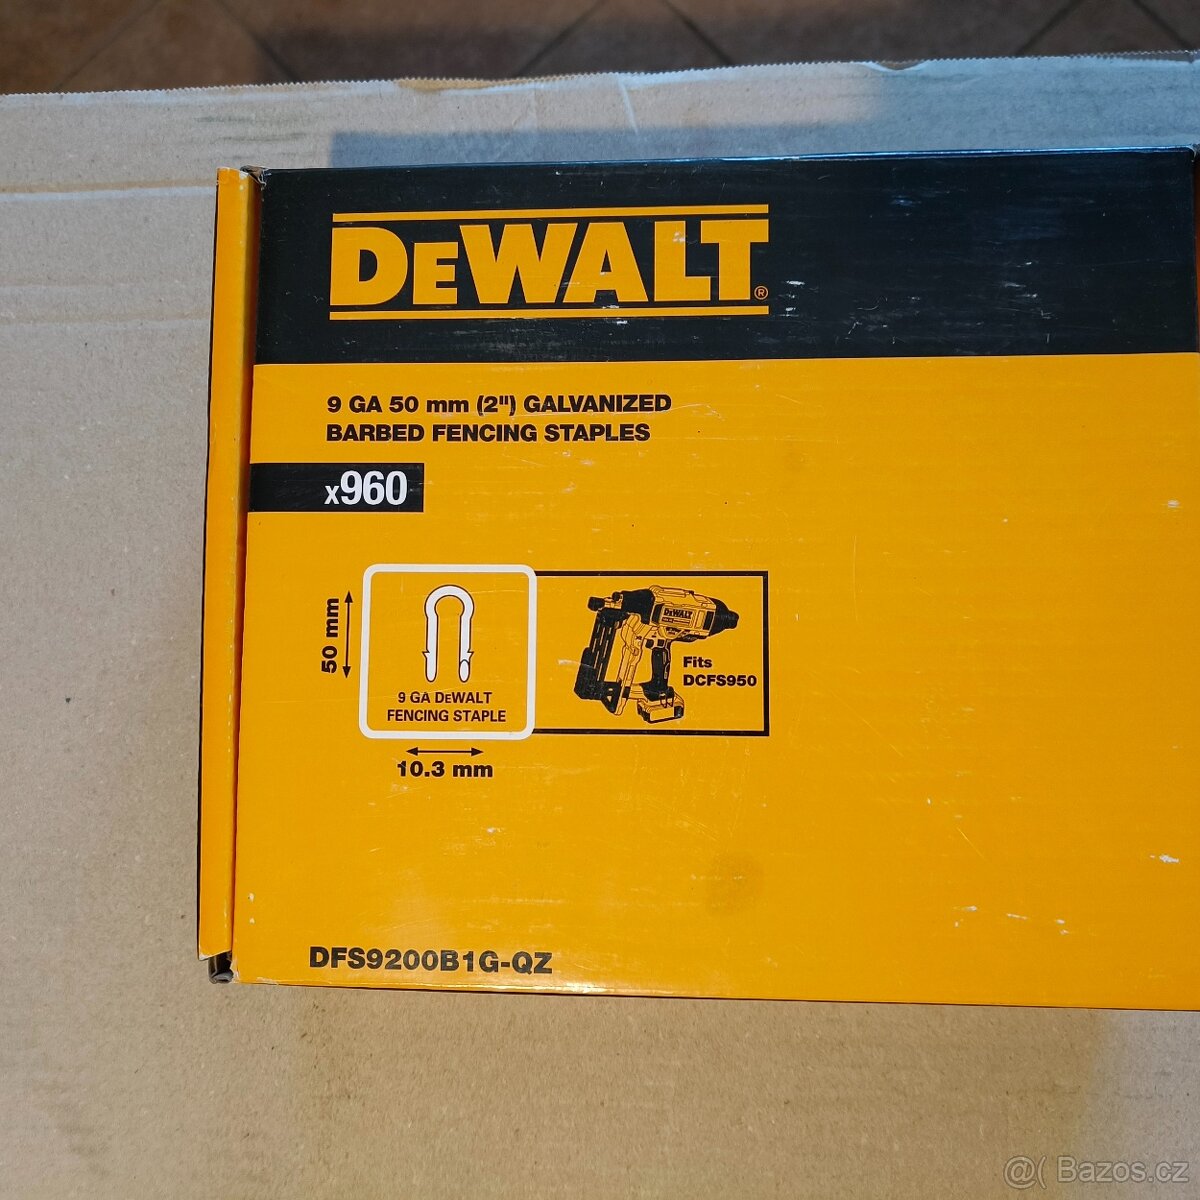 DEWALT®
9 GA 50 mm (2") GALVANIZED
BARBED FENCING STAPLES
x960
50 mm
9 GA DEWALT
FENCING STAPLE
10.3 mm
DEWALT
Fits
DCFS950
DFS9200B1G-QZ
@( Bazos.cz